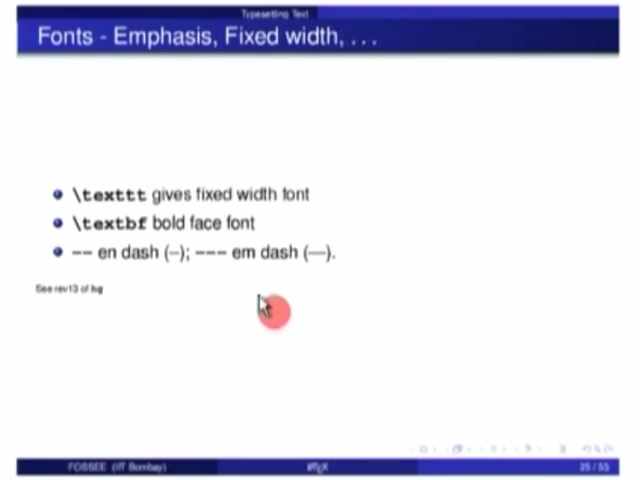 Typesetting Text
Fonts - Emphasis, Fixed width, . . .
\texttt gives fixed width font
\textbf bold face font
-- en dash (–); --- em dash (—).
See rev13 of hg
FOSSEE (IIT Bombay)
LATEX
25 / 53